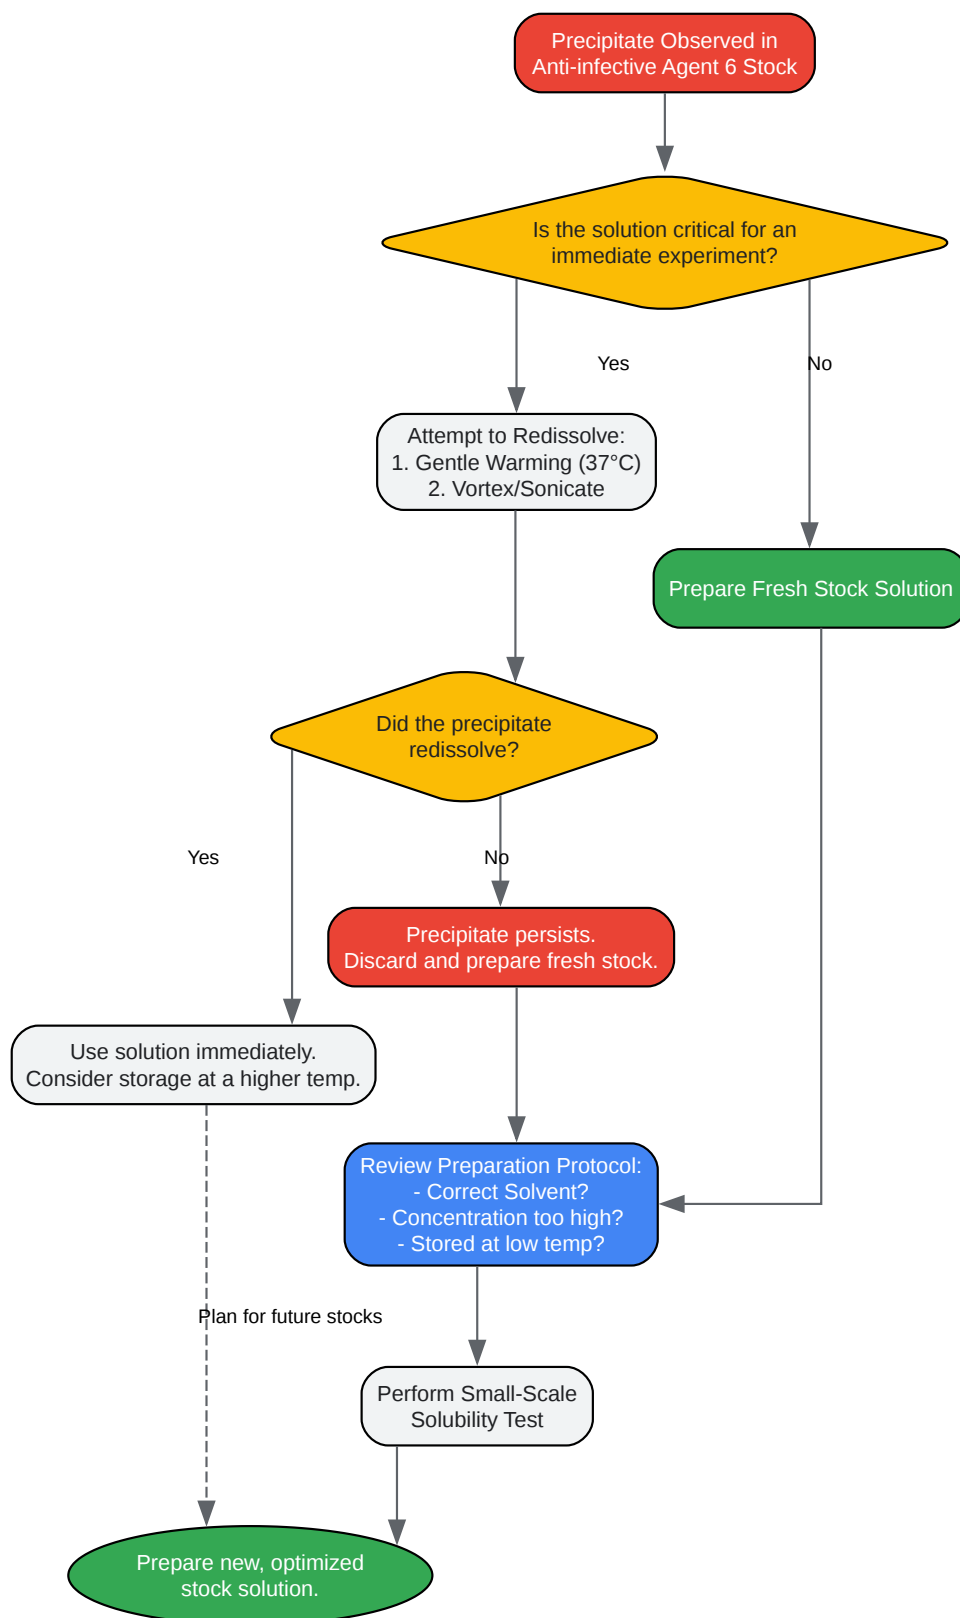 Precipitate Observed in
Anti-infective Agent 6 Stock
Is the solution critical for an
immediate experiment?
Yes
No
Attempt to Redissolve:
1. Gentle Warming (37°C)
2. Vortex/Sonicate
Prepare Fresh Stock Solution
Did the precipitate
redissolve?
Yes
No
Precipitate persists.
Discard and prepare fresh stock.
Use solution immediately.
Consider storage at a higher temp.
Review Preparation Protocol:
- Correct Solvent?
- Concentration too high?
- Stored at low temp?
Plan for future stocks
Perform Small-Scale
Solubility Test
Prepare new, optimized
stock solution.